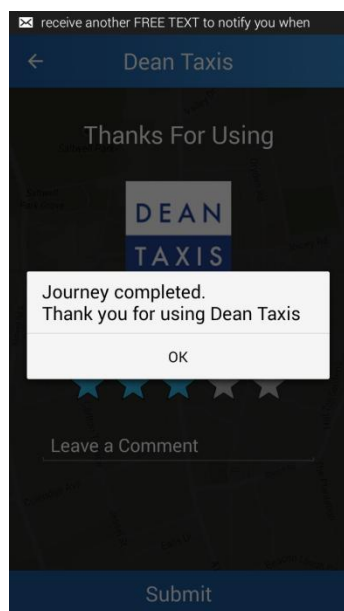 receive another FREE TEXT to notify you when
Dean Taxis
Thanks For Using
DEAN
TAXIS
Journey completed.
Thank you for using Dean Taxis
OK
Leave a Comment
Submit